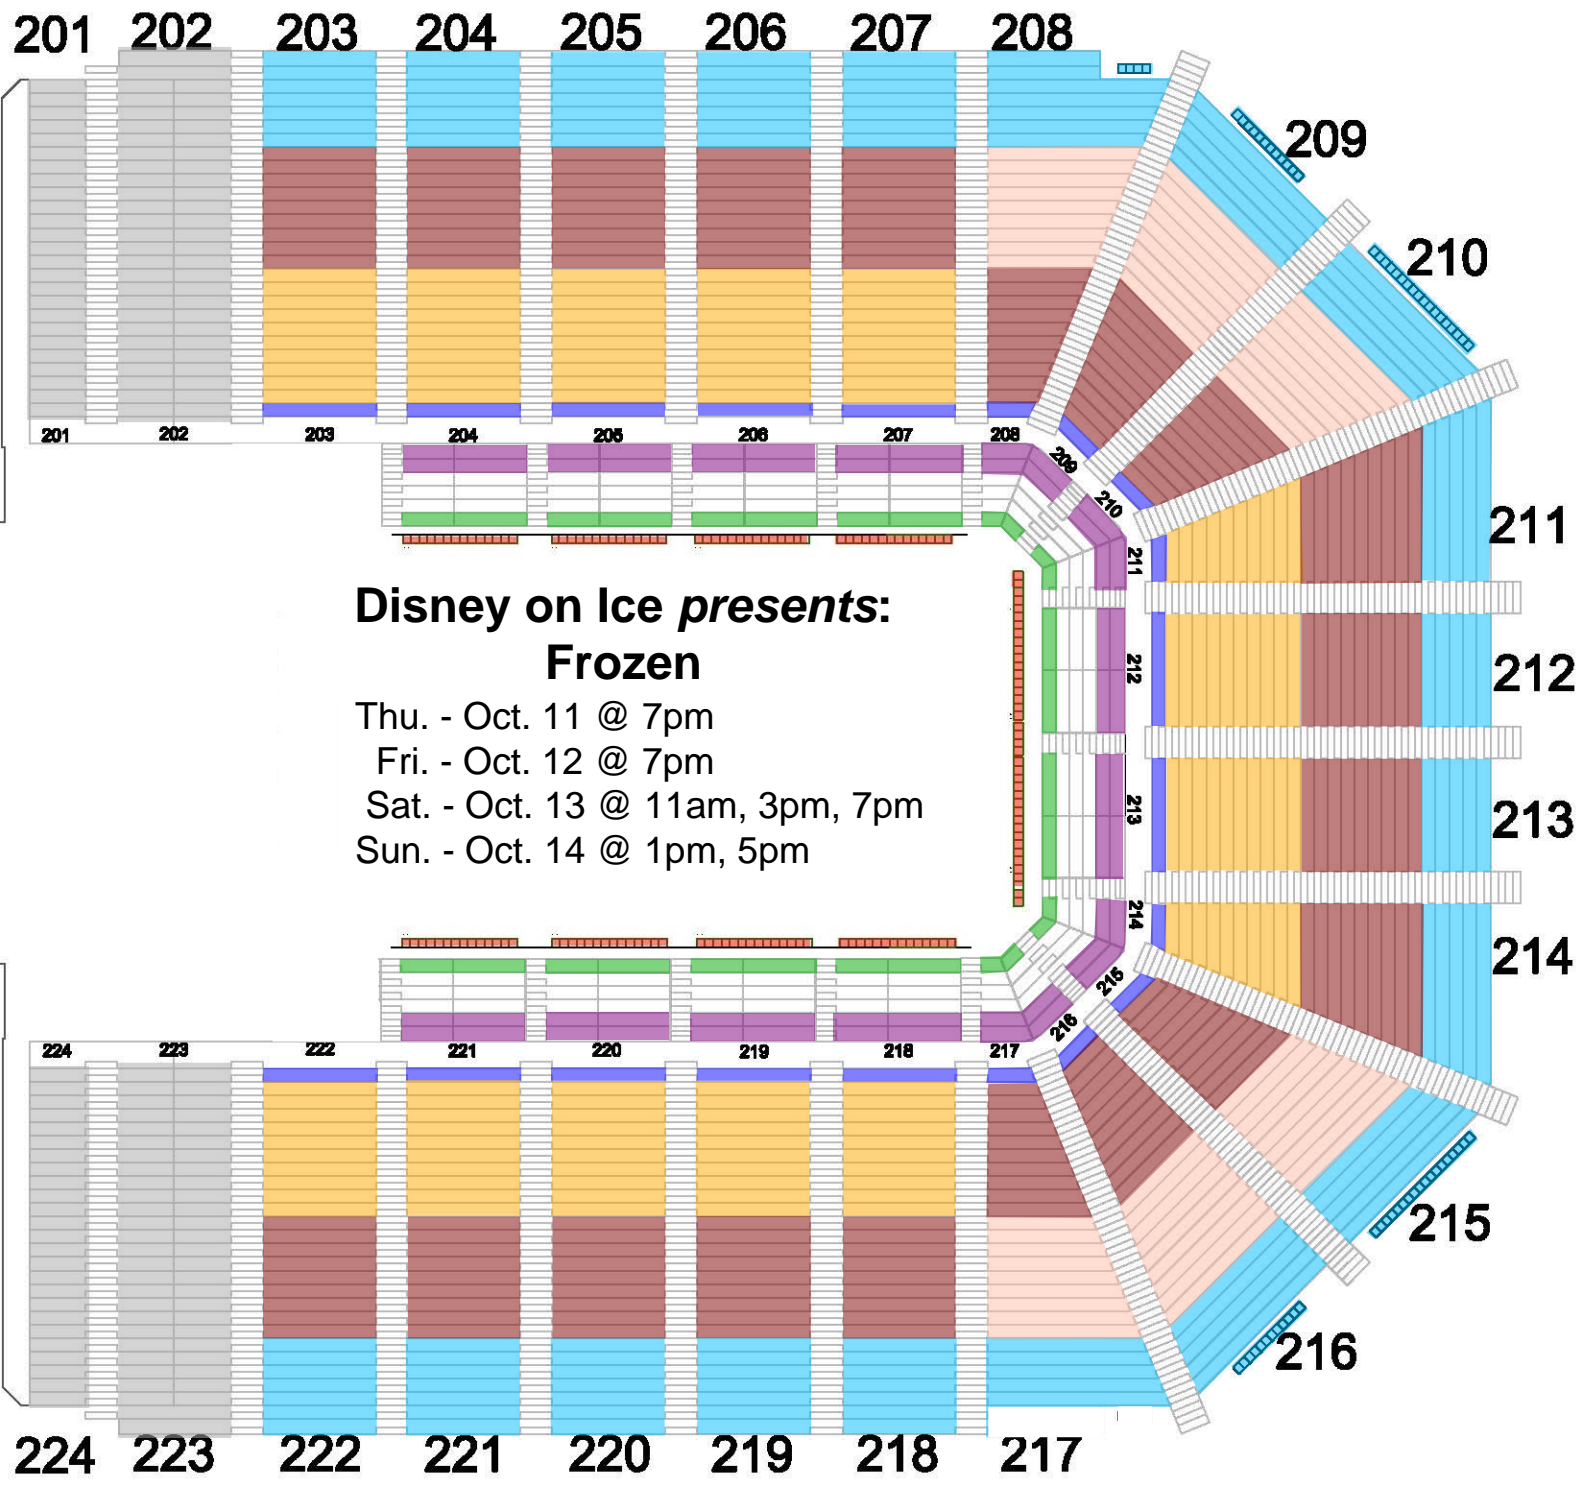 201 202 203 204 205 206 207 208
209
210
201 202 203 204 205 206 207 208
209
210
211
211
Disney on Ice presents:
Frozen
212
212
Thu. - Oct. 11 @ 7pm
Fri. - Oct. 12 @ 7pm
Sat. - Oct. 13 @ 11am, 3pm, 7pm
213
213
Sun. - Oct. 14 @ 1pm, 5pm
214
214
215
216
224 223 222 221 220 219 218 217
215
216
224 223 222 221 220 219 218 217